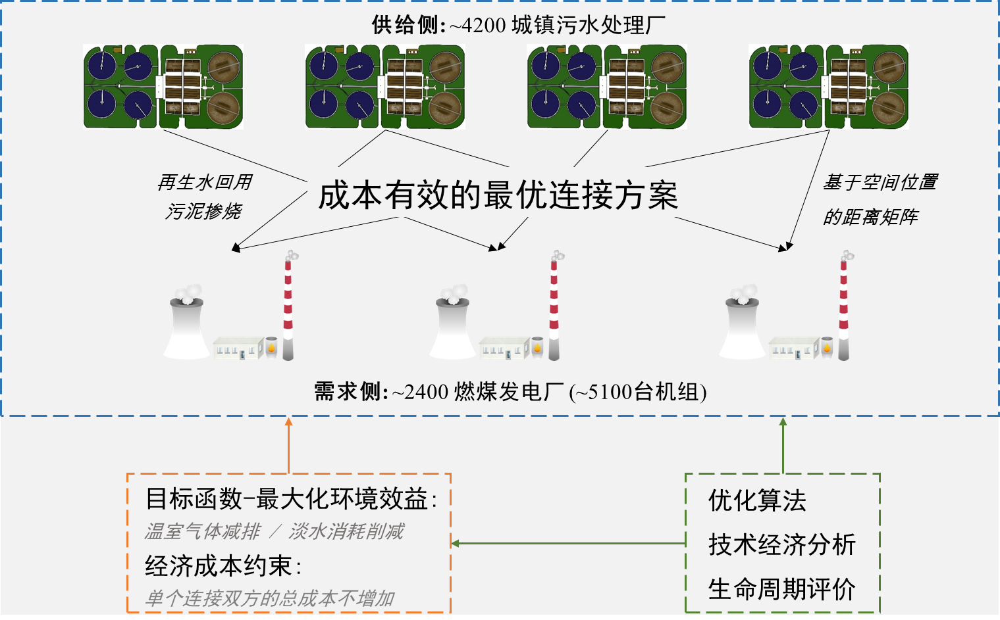 供给侧: ~4200 城镇污水处理厂
再生水回用
污泥掺烧
成本有效的最优连接方案
基于空间位置
的距离矩阵
需求侧: ~2400 燃煤发电厂 (~5100台机组)
目标函数-最大化环境效益:
温室气体减排 / 淡水消耗削减
经济成本约束:
单个连接双方的总成本不增加
优化算法
技术经济分析
生命周期评价